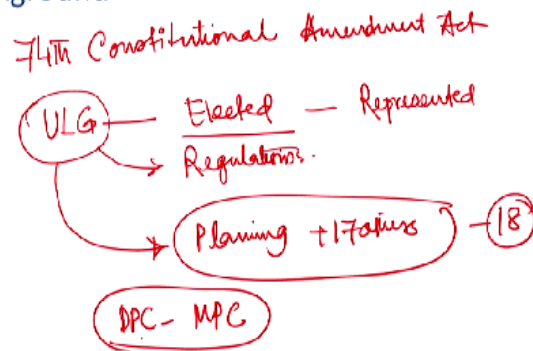 74th Constitutional Amendment Act
ULG — Elected — Represented
Regulations.
Planning +17 others — 18
DPC - MPC